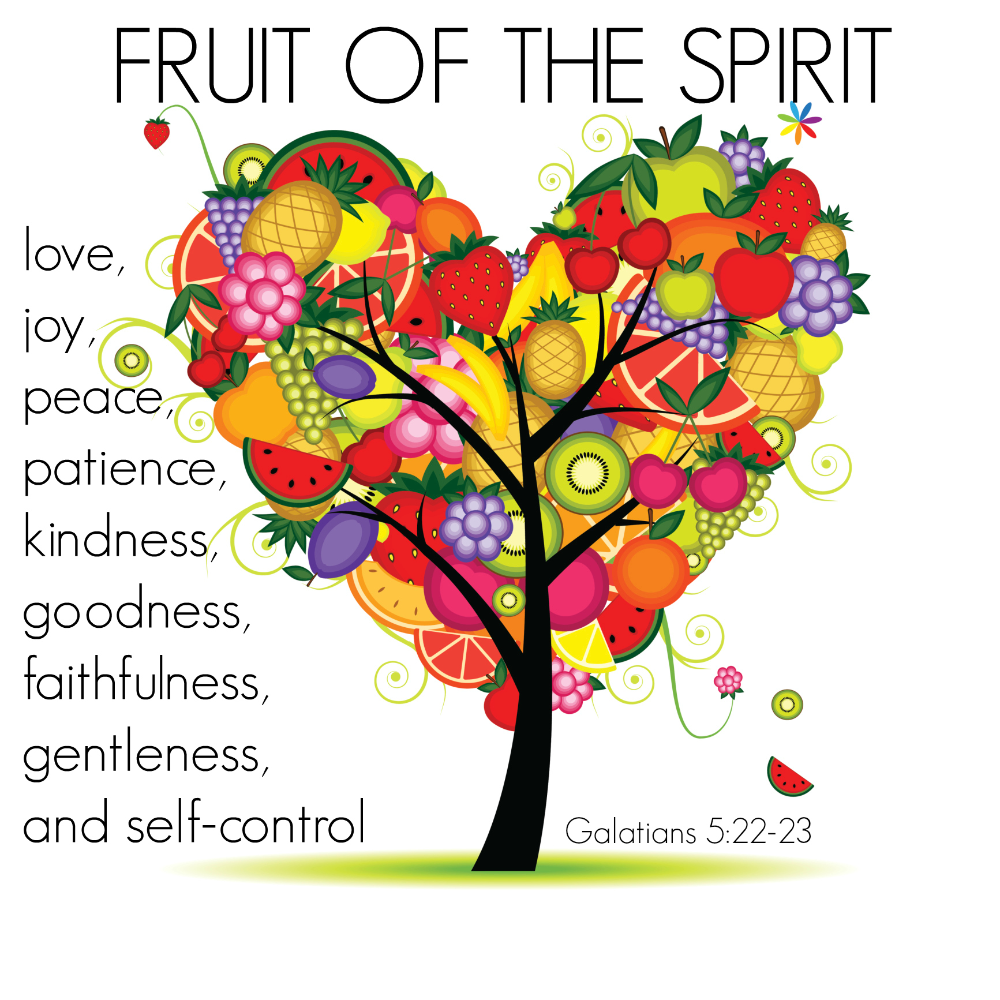 FRUIT OF THE SPIRIT
love,
joy,
peace,
patience,
kindness,
goodness,
faithfulness,
gentleness,
and self-control
Galatians 5:22-23